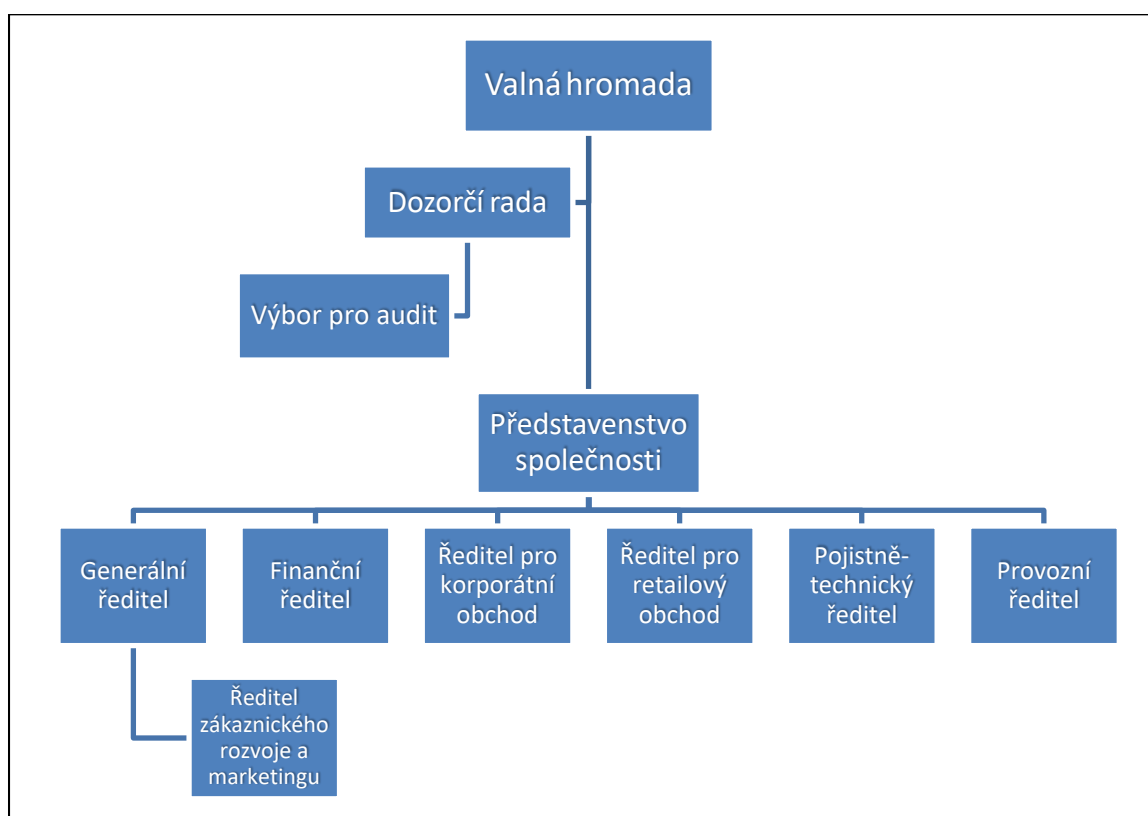 Valná hromada
Dozorčí rada
Výbor pro audit
Představenstvo
společnosti
Generální
ředitel
Finanční
ředitel
Ředitel pro
korporátní
obchod
Ředitel pro
retailový
obchod
Pojistně-
technický
ředitel
Provozní
ředitel
Ředitel
zákaznického
rozvoje a
marketingu